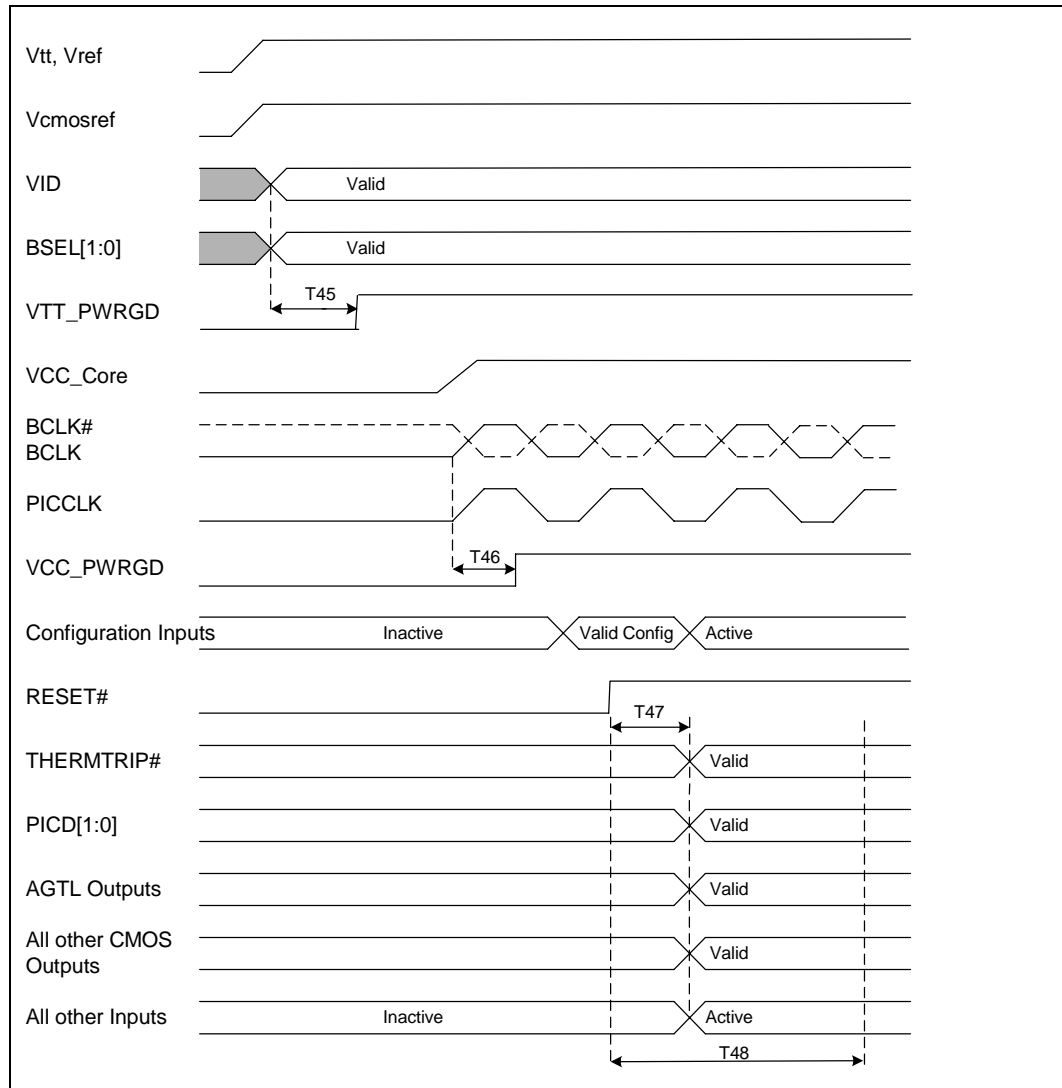 Vtt, Vref
Vcmosref
VID
Valid
BSEL[1:0]
Valid
T45
VTT_PWRGD
VCC_Core
BCLK#
BCLK
PICCLK
T46
VCC_PWRGD
Configuration Inputs
Inactive
Valid Config
Active
RESET#
T47
THERMTRIP#
Valid
PICD[1:0]
Valid
AGTL Outputs
Valid
All other CMOS
Outputs
Valid
All other Inputs
Inactive
Active
T48